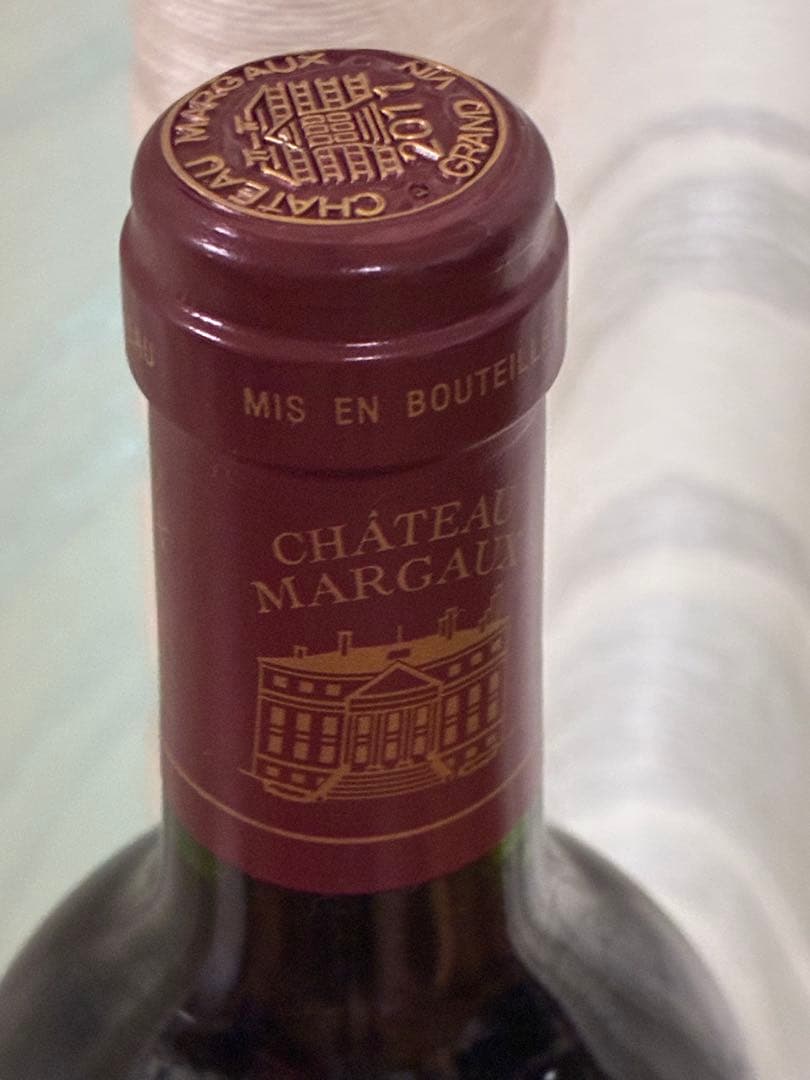 CHATEAU MARGAUX
GRAND VIN
2011
MIS EN BOUTEILLE
CHÂTEAU
MARGAUX